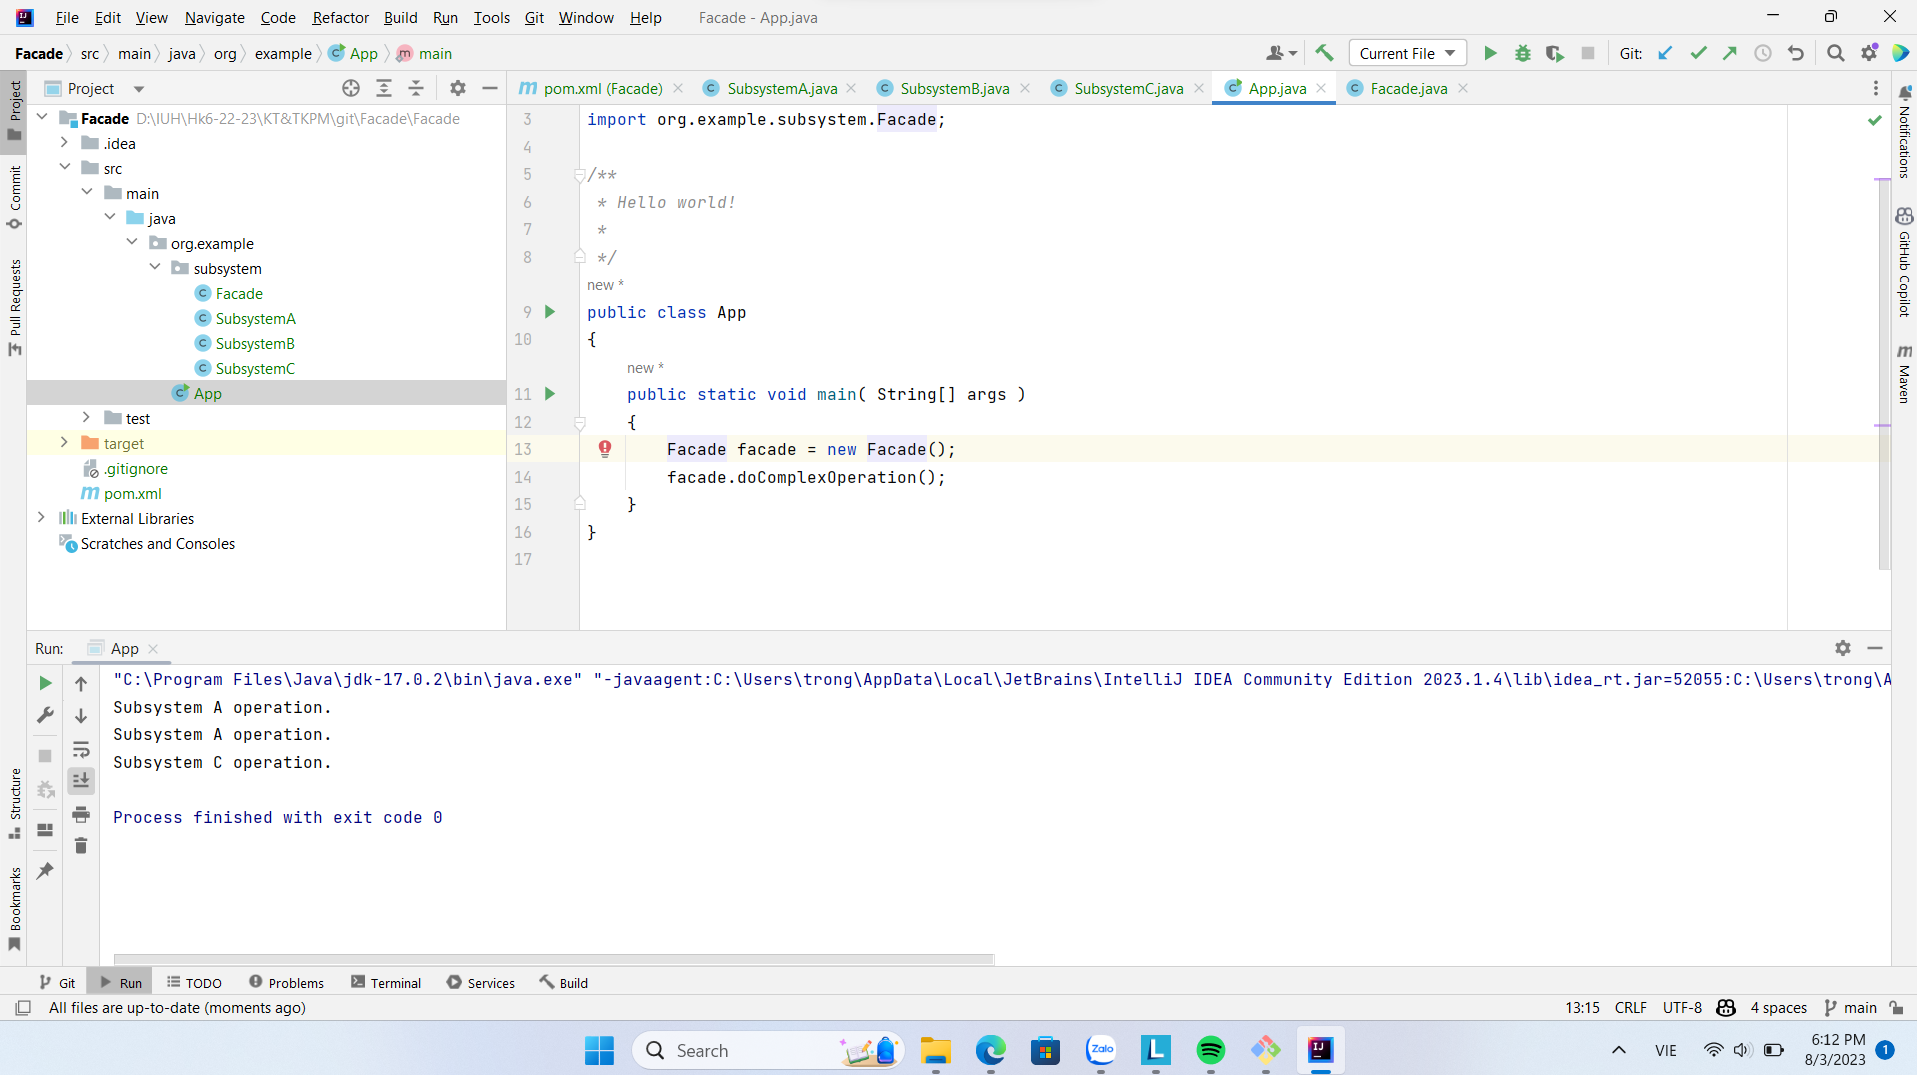 File Edit View Navigate Code Refactor Build Run Tools Git Window Help Facade - App.java
Facade src main java org example App main Current File Git:
Project
pom.xml (Facade) SubsystemA.java SubsystemB.java SubsystemC.java App.java Facade.java
Facade D:\IUH\Hk6-22-23\KT&TKPM\git\Facade\Facade
.idea
src
main
java
org.example
subsystem
Facade
SubsystemA
SubsystemB
SubsystemC
App
test
target
.gitignore
pom.xml
External Libraries
Scratches and Consoles
3 import org.example.subsystem.Facade;
4
5 /**
6 * Hello world!
7 *
8 */
new *
9 public class App
10 {
new *
11 public static void main( String[] args )
12 {
13 Facade facade = new Facade();
14 facade.doComplexOperation();
15 }
16 }
17
Project
Commit
Pull Requests
Structure
Bookmarks
Notifications
GitHub Copilot
Maven
Run: App
"C:\Program Files\Java\jdk-17.0.2\bin\java.exe" "-javaagent:C:\Users\trong\AppData\Local\JetBrains\IntelliJ IDEA Community Edition 2023.1.4\lib\idea_rt.jar=52055:C:\Users\trong\A
Subsystem A operation.
Subsystem A operation.
Subsystem C operation.
Process finished with exit code 0
Git Run TODO Problems Terminal Services Build
All files are up-to-date (moments ago) 13:15 CRLF UTF-8 4 spaces main
Search Zalo L IJ VIE 6:12 PM
8/3/2023 1